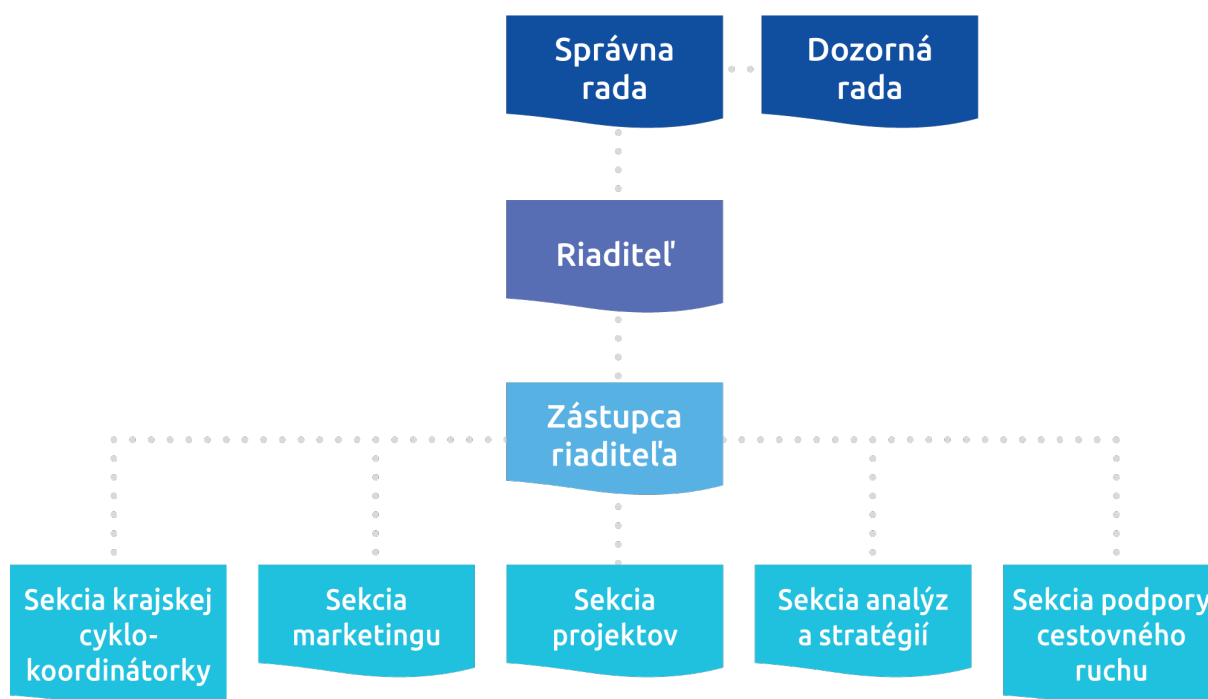 Správna
rada
Dozorná
rada
Riaditeľ
Zástupca
riaditeľa
Sekcia krajskej
cyklo-
koordinátorky
Sekcia
marketingu
Sekcia
projektov
Sekcia analýz
a stratégií
Sekcia podpory
cestovného
ruchu